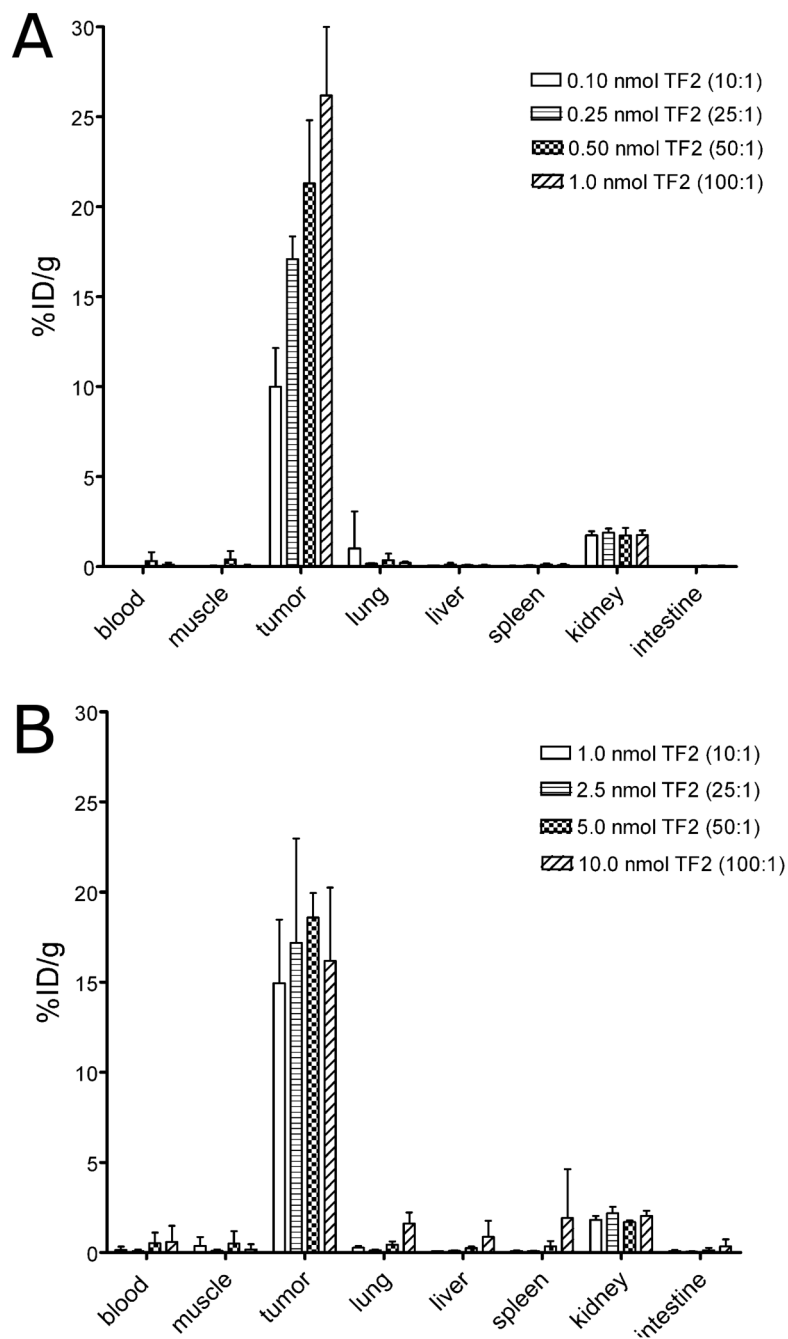 A
30
25
20
15
10
5
0
%ID/g
0.10 nmol TF2 (10:1)
0.25 nmol TF2 (25:1)
0.50 nmol TF2 (50:1)
1.0 nmol TF2 (100:1)
blood
muscle
tumor
lung
liver
spleen
kidney
intestine
B
30
25
20
15
10
5
0
%ID/g
1.0 nmol TF2 (10:1)
2.5 nmol TF2 (25:1)
5.0 nmol TF2 (50:1)
10.0 nmol TF2 (100:1)
blood
muscle
tumor
lung
liver
spleen
kidney
intestine